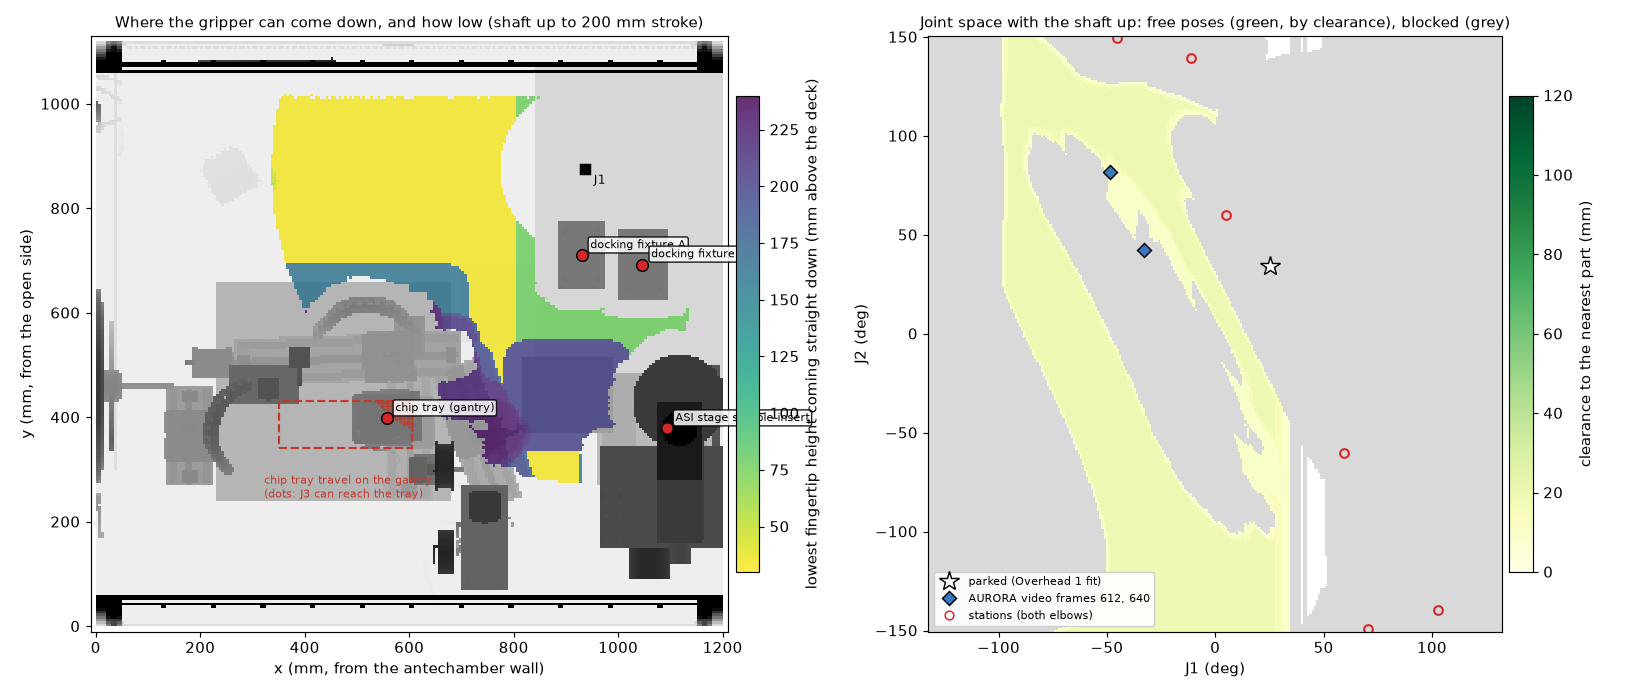 Where the gripper can come down, and how low (shaft up to 200 mm stroke)
1000
800
600
400
200
0
0
200
400
600
800
1000
1200
x (mm, from the antechamber wall)
y (mm, from the open side)
J1
docking fixture A
docking fixture
chip tray (gantry)
chip tray travel on the gantry
(dots: J3 can reach the tray)
225
200
175
150
125
100
75
50
lowest fingertip height coming straight down (mm above the deck)
Joint space with the shaft up: free poses (green, by clearance), blocked (grey)
150
100
50
0
−50
−100
−150
−100
−50
0
50
100
J1 (deg)
J2 (deg)
parked (Overhead 1 fit)
AURORA video frames 612, 640
stations (both elbows)
120
100
80
60
40
20
0
clearance to the nearest part (mm)
ASI stage
insert